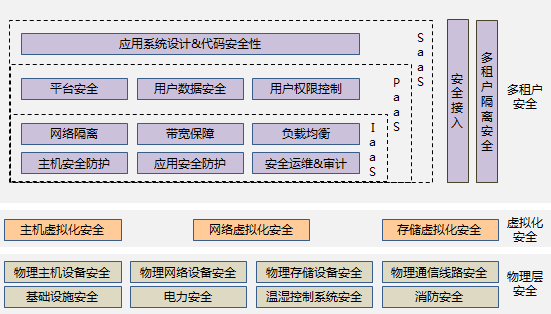 应用系统设计&代码安全性
SaaS
平台安全
用户数据安全
用户权限控制
PaaS
网络隔离
带宽保障
负载均衡
IaaS
主机安全防护
应用安全防护
安全运维&审计
安全接入
多租户隔离安全
多租户
安全
主机虚拟化安全
网络虚拟化安全
存储虚拟化安全
虚拟化
安全
物理主机设备安全
物理网络设备安全
物理存储设备安全
物理通信线路安全
基础设施安全
电力安全
温湿控制系统安全
消防安全
物理层
安全